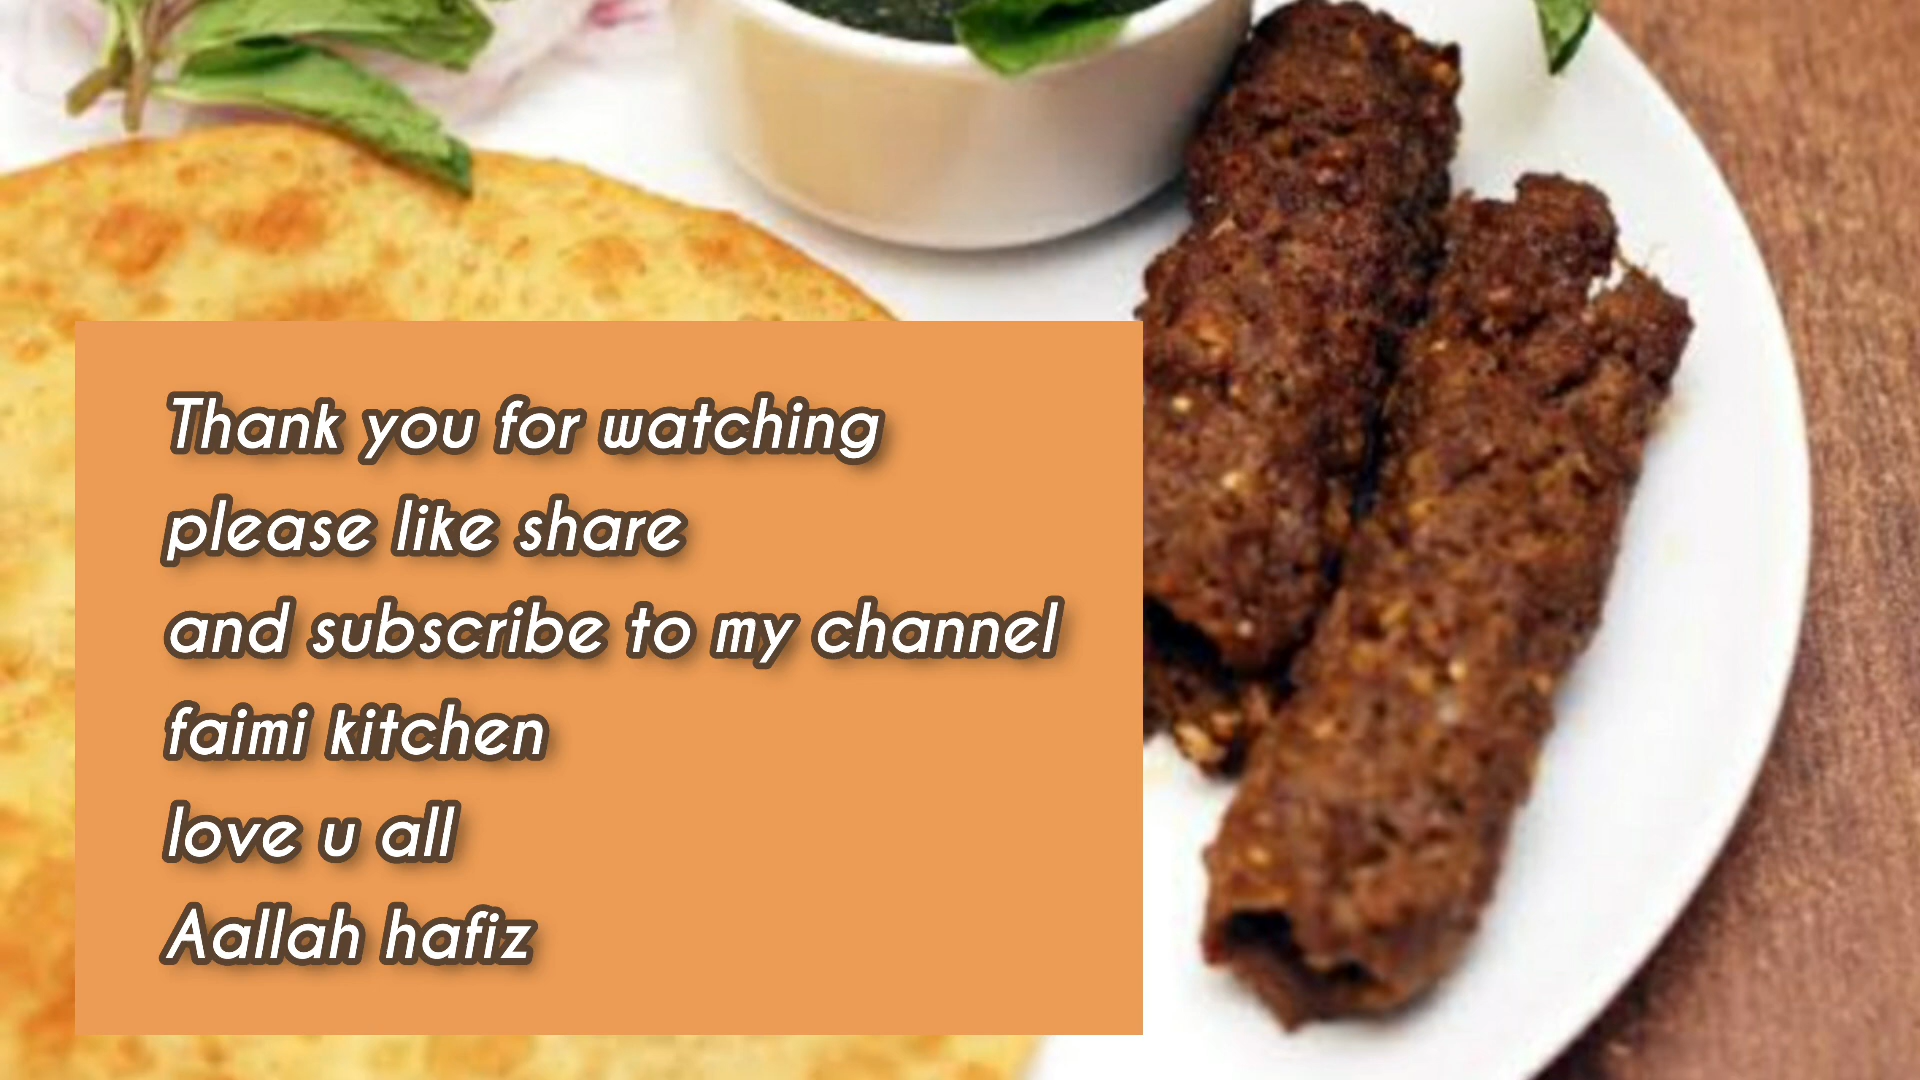 Thank you for watching
please like share
and subscribe to my channel
faimi kitchen
love u all
Aallah hafiz